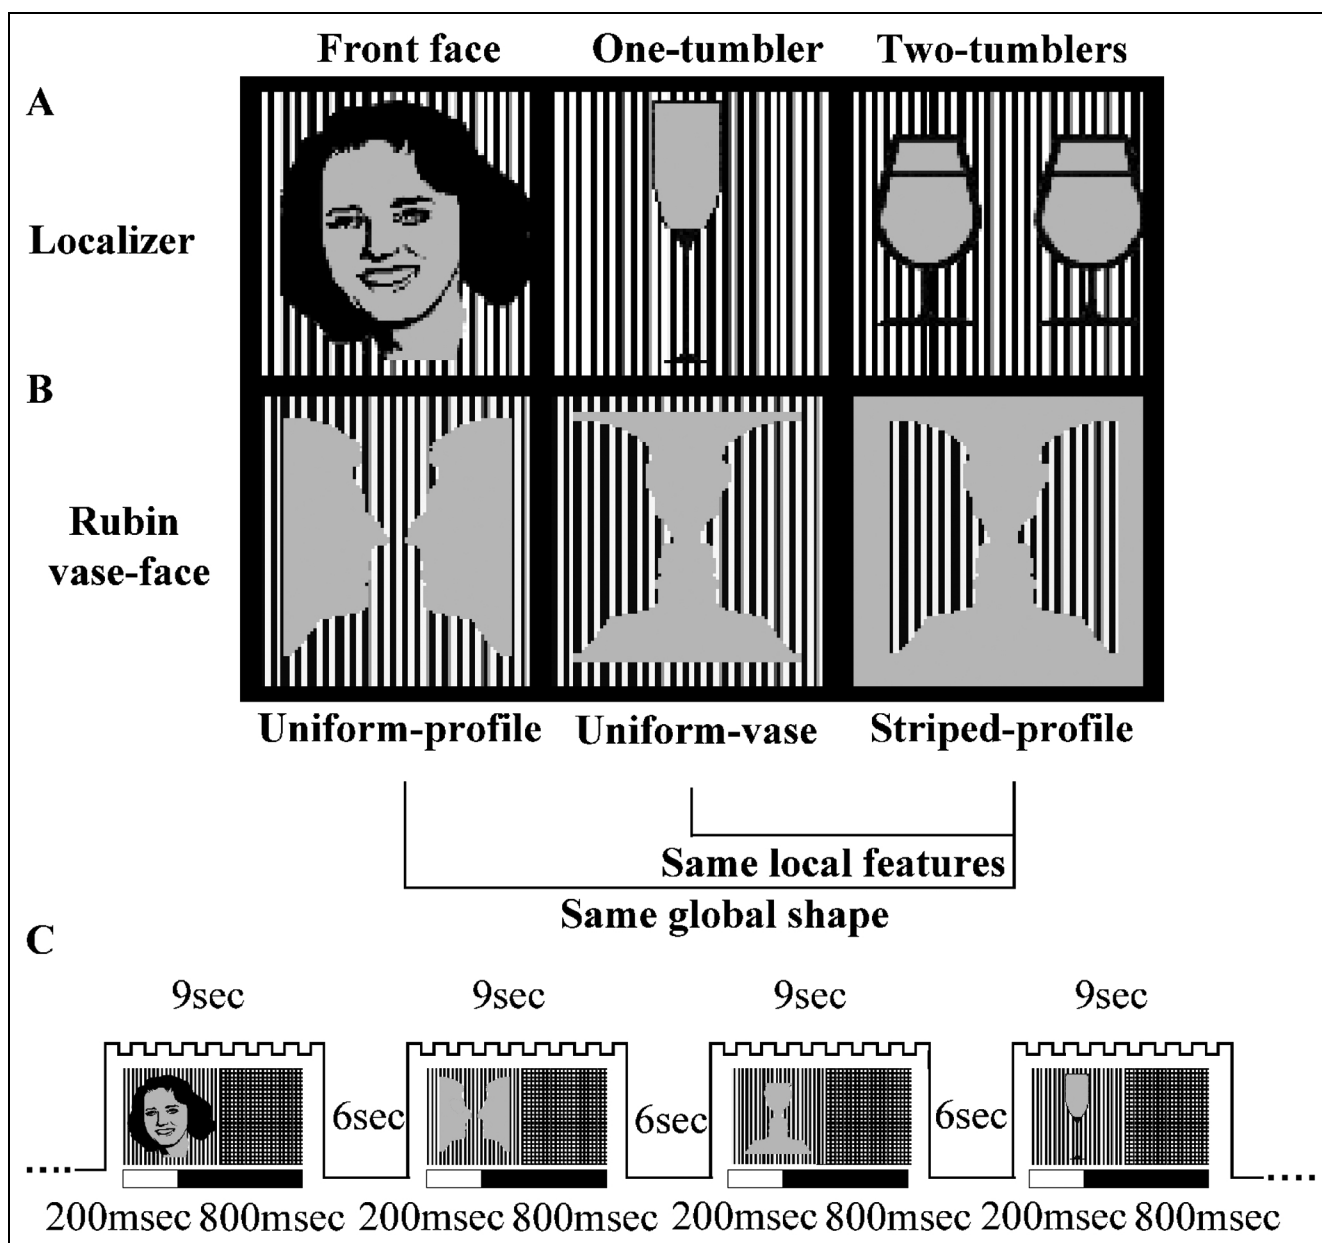 Front face One-tumbler Two-tumblers
A
Localizer
B
Rubin
vase-face
Uniform-profile Uniform-vase Striped-profile
Same local features
Same global shape
C
9sec 9sec 9sec 9sec
6sec 6sec 6sec
200msec 800msec 200msec 800msec 200msec 800msec 200msec 800msec